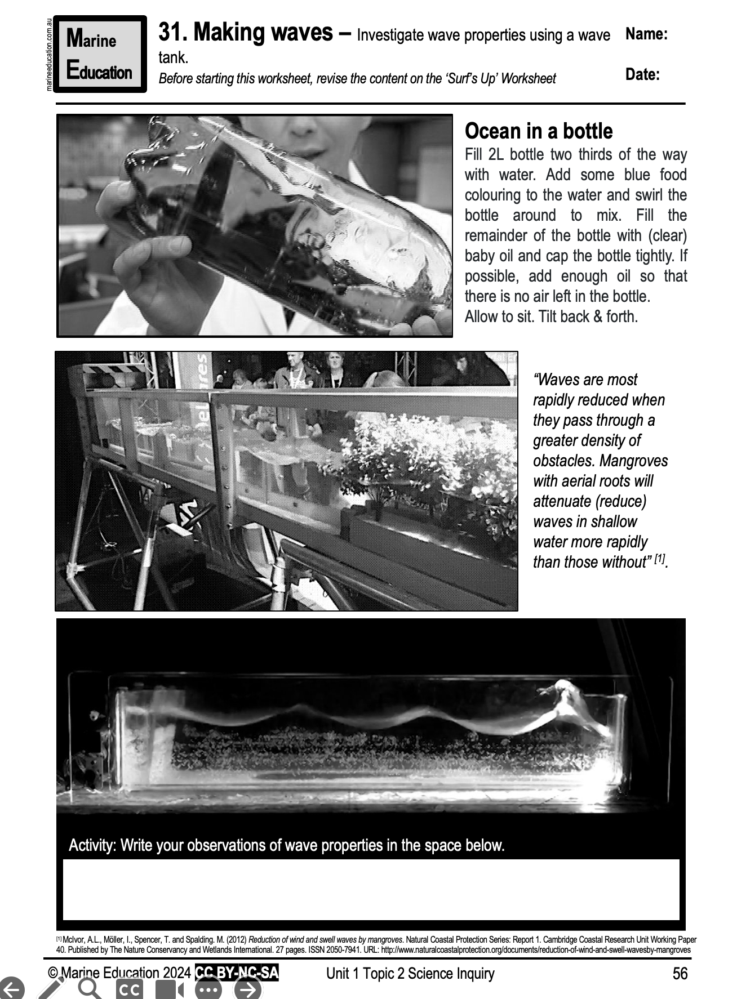 marineeducation.com.au
Marine
Education
31. Making waves – Investigate wave properties using a wave
tank.
Before starting this worksheet, revise the content on the ‘Surf’s Up’ Worksheet
Name:
Date:
Ocean in a bottle
Fill 2L bottle two thirds of the way
with water. Add some blue food
colouring to the water and swirl the
bottle around to mix. Fill the
remainder of the bottle with (clear)
baby oil and cap the bottle tightly. If
possible, add enough oil so that
there is no air left in the bottle.
Allow to sit. Tilt back & forth.
“Waves are most
rapidly reduced when
they pass through a
greater density of
obstacles. Mangroves
with aerial roots will
attenuate (reduce)
waves in shallow
water more rapidly
than those without” [1].
Activity: Write your observations of wave properties in the space below.
[1] McIvor, A.L., Möller, I., Spencer, T. and Spalding. M. (2012) Reduction of wind and swell waves by mangroves. Natural Coastal Protection Series: Report 1. Cambridge Coastal Research Unit Working Paper
40. Published by The Nature Conservancy and Wetlands International. 27 pages. ISSN 2050-7941. URL: http://www.naturalcoastalprotection.org/documents/reduction-of-wind-and-swell-wavesby-mangroves
© Marine Education 2024 CC BY-NC-SA
Unit 1 Topic 2 Science Inquiry
56
CC